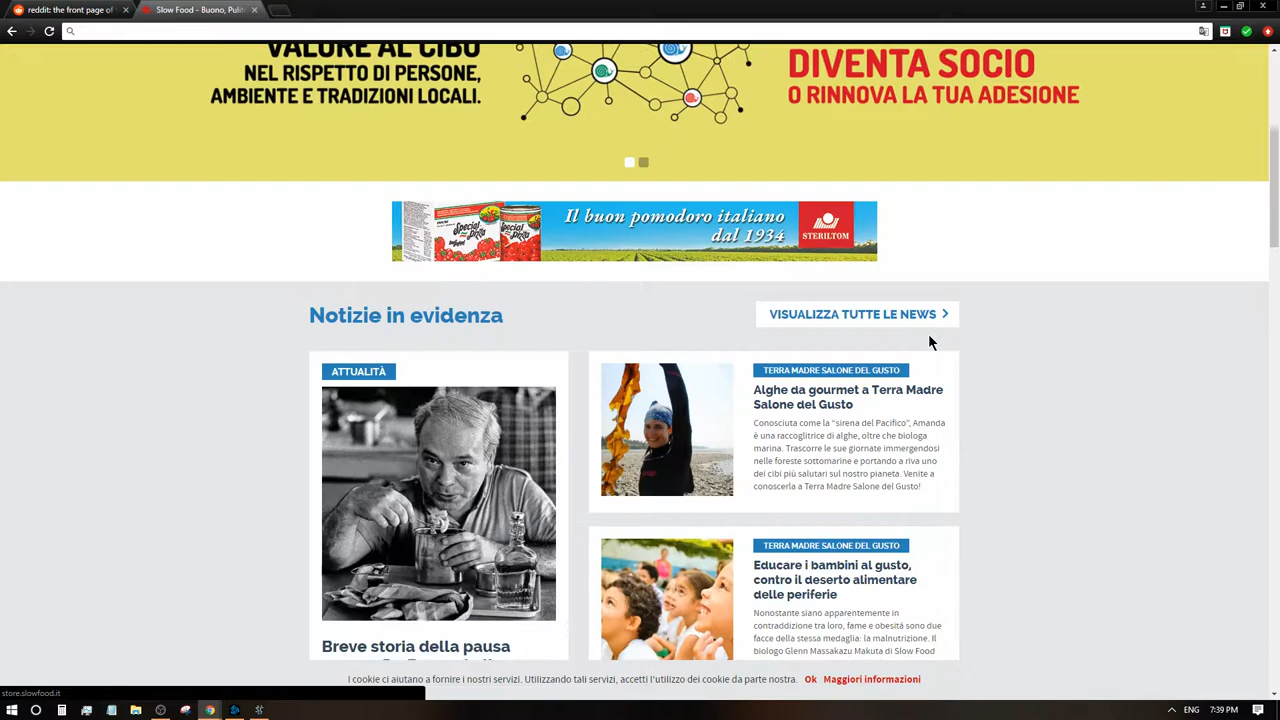 reddit: the front page of
Slow Food - Buono, Pulit
VALORE AL CIBO
NEL RISPETTO DI PERSONE,
AMBIENTE E TRADIZIONI LOCALI.
DIVENTA SOCIO
O RINNOVA LA TUA ADESIONE
Special Pizza
Special Pizza
Il buon pomodoro italiano
dal 1934
STERILTOM
Notizie in evidenza
VISUALIZZA TUTTE LE NEWS
ATTUALITÀ
Breve storia della pausa
TERRA MADRE SALONE DEL GUSTO
Alghe da gourmet a Terra Madre
Salone del Gusto
Conosciuta come la “sirena del Pacifico”, Amanda
è una raccoglitrice di alghe, oltre che biologa
marina. Trascorre le sue giornate immergendosi
nelle foreste sottomarine e portando a riva uno
dei cibi più salutari sul nostro pianeta. Venite a
conoscerla a Terra Madre Salone del Gusto!
TERRA MADRE SALONE DEL GUSTO
Educare i bambini al gusto,
contro il deserto alimentare
delle periferie
Nonostante siano apparentemente in
contraddizione tra loro, fame e obesità sono due
facce della stessa medaglia: la malnutrizione. Il
biologo Glenn Massakazu Makuta di Slow Food
I cookie ci aiutano a fornire i nostri servizi. Utilizzando tali servizi, accetti l'utilizzo dei cookie da parte nostra. Ok Maggiori informazioni
store.slowfood.it
ENG 7:39 PM